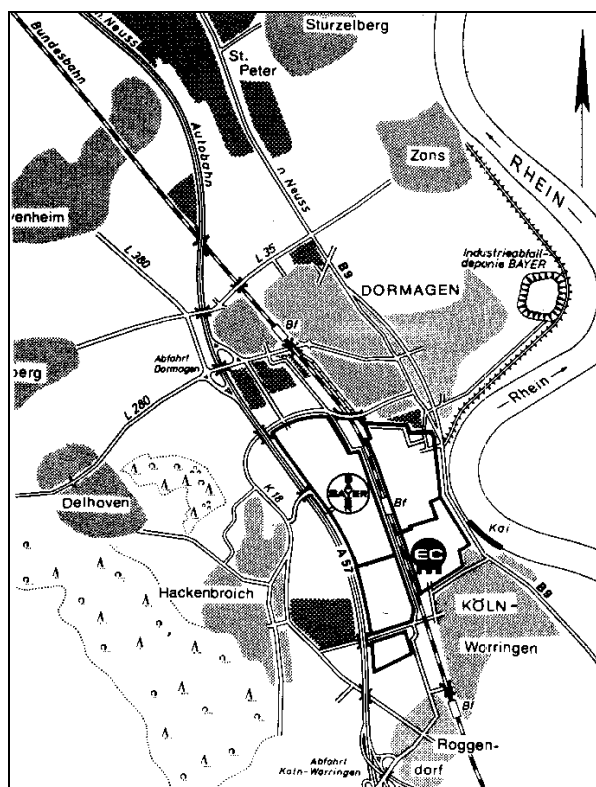 n. Neuss
Sturzelberg
Bundesbahn
St.
Peter
Autobahn
n. Neuss
Zons
RHEIN
venheim
L 380
L 35
B9
Industrieabfall-
deponie BAYER
DORMAGEN
Bf
Abfahrt
Dormagen
berg
L 280
Rhein
Delhoven
K 18
BAYER
BAYER
Bf
EC
Kai
A 57
Hackenbroich
KÖLN-
B9
Worringen
Bf
Roggen-
dorf
Abfahrt
Köln-Worringen